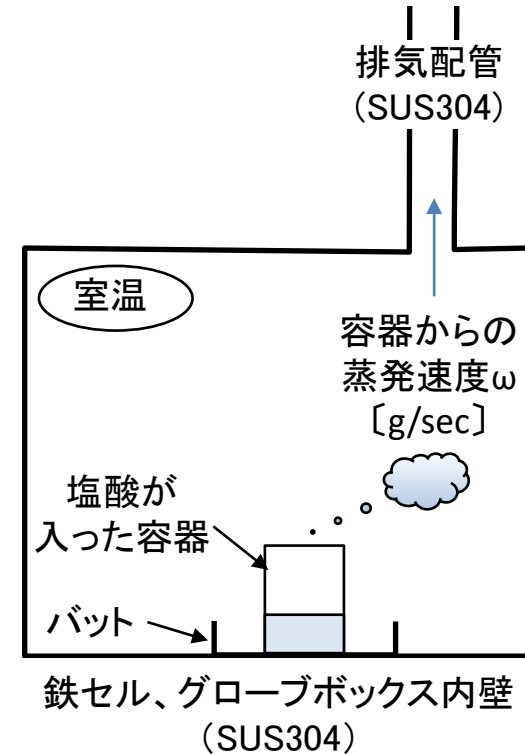 排気配管
(SUS304)
室温
容器からの
蒸発速度ω
〔g/sec〕
塩酸が
入った容器
バット
鉄セル、グローブボックス内壁
(SUS304)